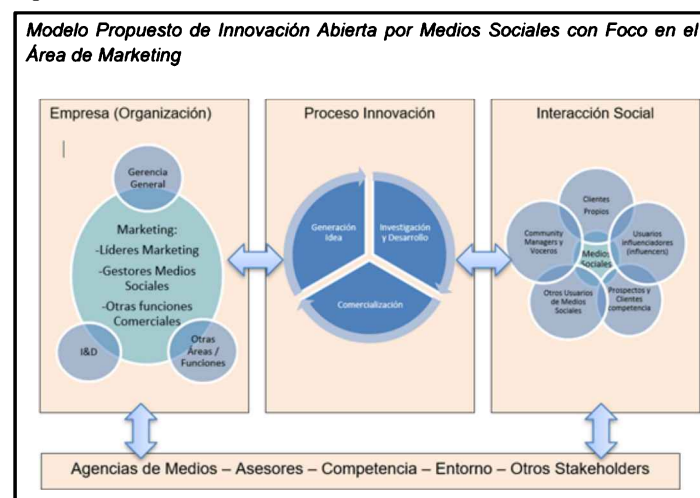 Modelo Propuesto de Innovación Abierta por Medios Sociales con Foco en el
Área de Marketing
Empresa (Organización)
Gerencia
General
Marketing:
-Líderes Marketing
-Gestores Medios
Sociales
-Otras funciones
Comerciales
I&D
Otras
Áreas /
Funciones
Proceso Innovación
Generación
Idea
Investigación
y Desarrollo
Comercialización
Interacción Social
Clientes
Propios
Community
Managers y
Voceros
Usuarios
influenciadores
(influencers)
Medios
Sociales
Otros Usuarios
de Medios
Sociales
Prospectos y
Clientes
competencia
Agencias de Medios – Asesores – Competencia – Entorno – Otros Stakeholders